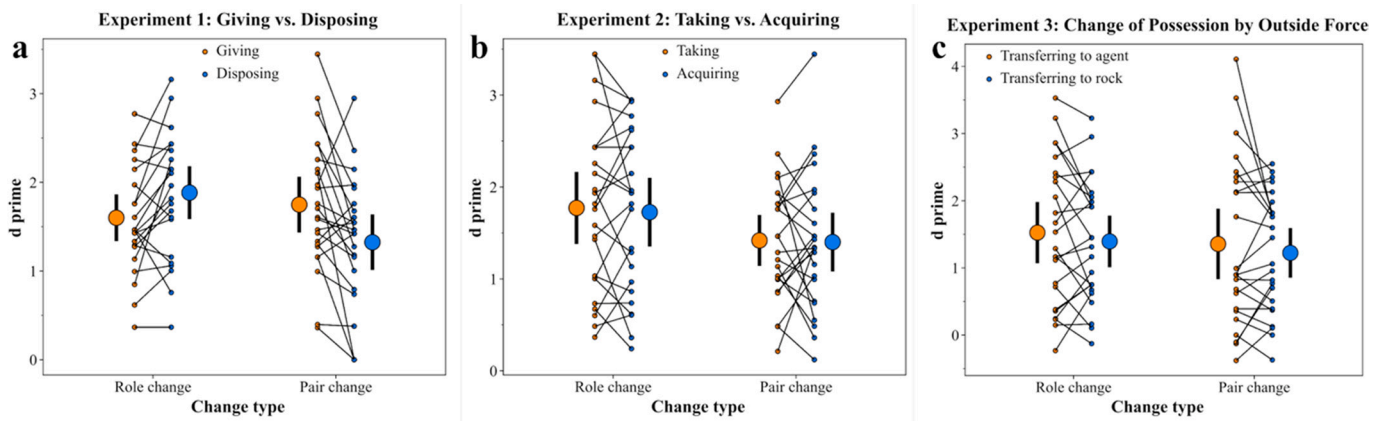 Experiment 1: Giving vs. Disposing
a
Giving
Disposing
d prime
3
2
1
0
Role change
Pair change
Change type
Experiment 2: Taking vs. Acquiring
b
Taking
Acquiring
d prime
3
2
1
0
Role change
Pair change
Change type
Experiment 3: Change of Possession by Outside Force
c
Transferring to agent
Transferring to rock
d prime
4
3
2
1
0
Role change
Pair change
Change type